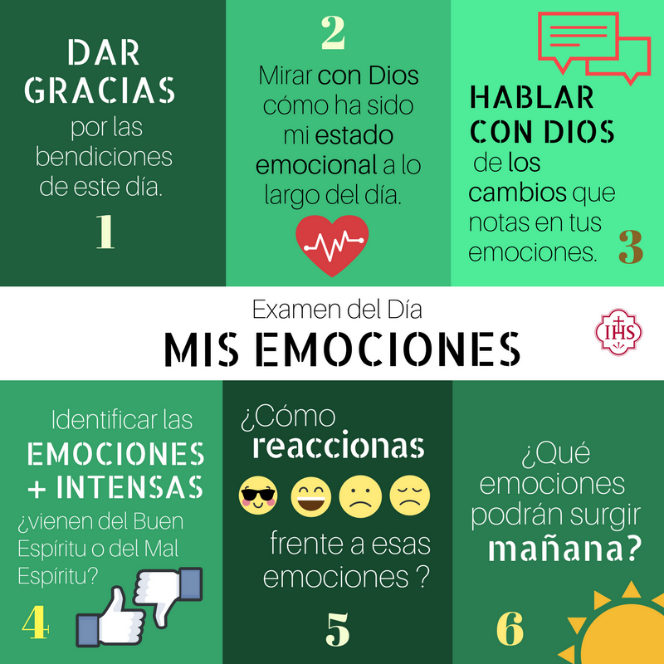 DAR
GRACIAS
por las
bendiciones
de este día.
1
2
Mirar con Dios
cómo ha sido
mi estado
emocional a lo
largo del día.
HABLAR
CON DIOS
de los
cambios que
notas en tus
emociones.
3
Examen del Día
MIS EMOCIONES
IHS
Identificar las
EMOCIONES
+ INTENSAS
¿vienen del Buen
Espíritu o del Mal
Espíritu?
4
¿Cómo
reaccionas
frente a esas
emociones ?
5
¿Qué
emociones
podrán surgir
mañana?
6